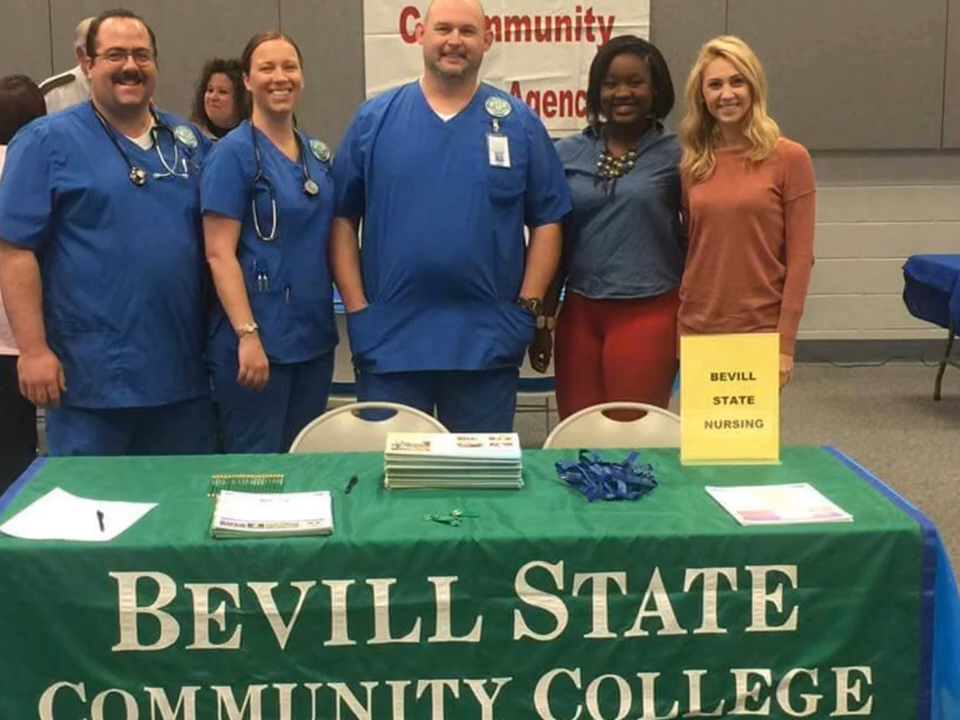 Community
Agenc
BEVILL
STATE
NURSING
BEVILL STATE
COMMUNITY COLLEGE